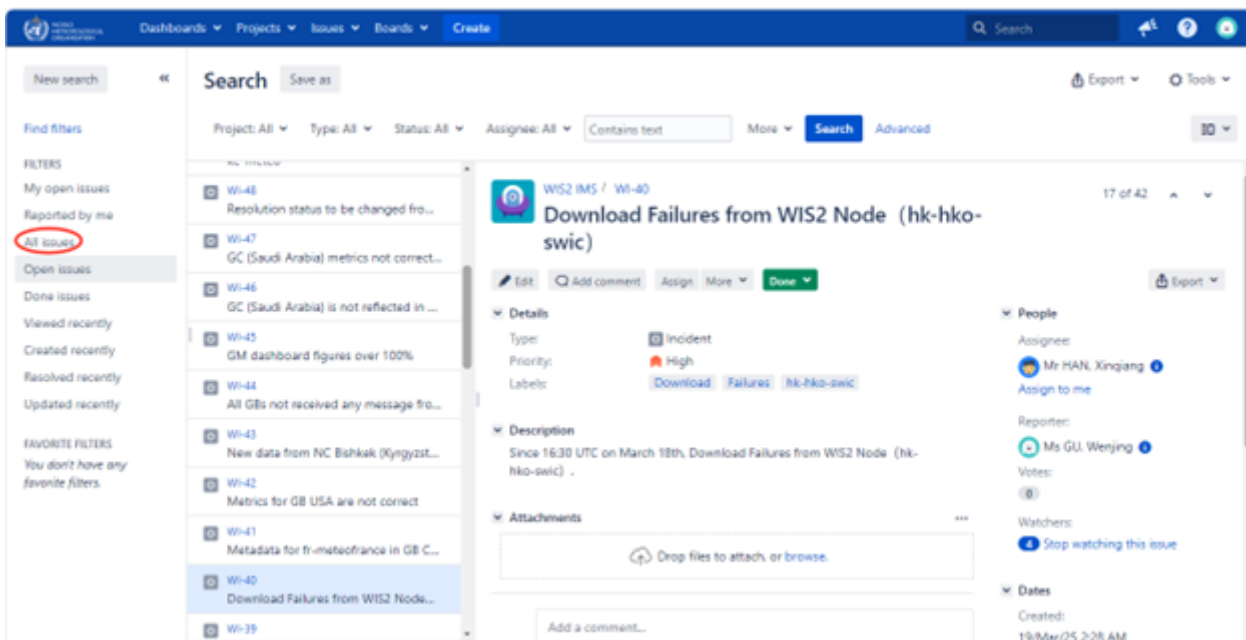 WORLD
METEOROLOGICAL
ORGANIZATION
Dashboards Projects Issues Boards Create
Search
New search
Search Save as
Export Tools
Find filters
Project: All Type: All Status: All Assignee: All Contains text More Search Advanced
FILTERS
My open issues
Reported by me
All issues
Open issues
Done issues
Viewed recently
Created recently
Resolved recently
Updated recently
FAVORITE FILTERS
You don't have any
favorite filters.
WI-48
Resolution status to be changed fro...
WI-47
GC (Saudi Arabia) metrics not correct...
WI-46
GC (Saudi Arabia) is not reflected in ...
WI-45
GM dashboard figures over 100%
WI-44
All GBs not received any message fro...
WI-43
New data from NC Bishkek (Kyrgyzst...
WI-42
Metrics for GB USA are not correct
WI-41
Metadata for fr-meteofrance in GB C...
WI-40
Download Failures from WIS2 Node...
WI-39
WIS2 IMS / WI-40
17 of 42
Download Failures from WIS2 Node（hk-hko-
swic）
Edit Add comment Assign More Done
Export
Details
Type: Incident
Priority: High
Labels: Download Failures hk-hko-swic
Description
Since 16:30 UTC on March 18th, Download Failures from WIS2 Node（hk-
hko-swic）.
Attachments
Drop files to attach, or browse.
Add a comment...
People
Assignee:
Mr HAN, Xinqiang
Assign to me
Reporter:
Ms GU, Wenjing
Votes:
0
Watchers:
4 Stop watching this issue
Dates
Created:
19/Mar/25 2:28 AM